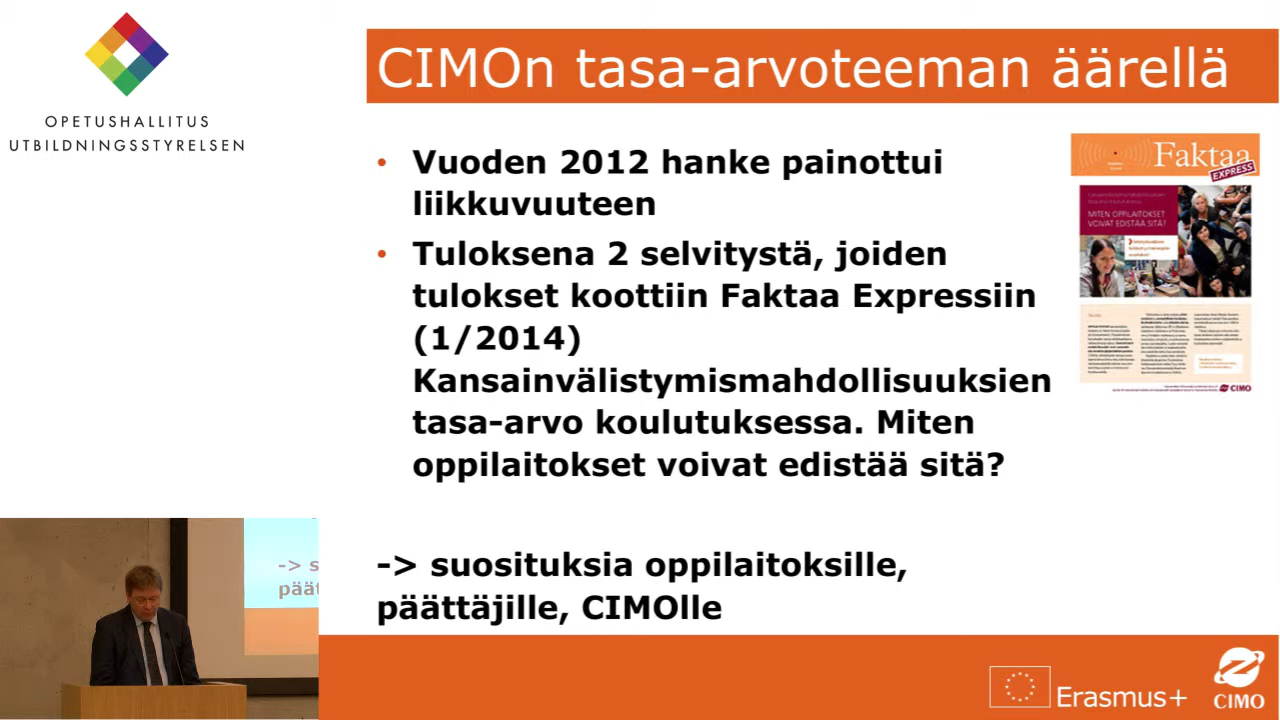 OPETUSHALLITUS
UTBILDNINGSSTYRELSEN
CIMOn tasa-arvoteeman äärellä
• Vuoden 2012 hanke painottui
liikkuvuuteen
• Tuloksena 2 selvitystä, joiden
tulokset koottiin Faktaa Expressiin
(1/2014)
Kansainvälistymismahdollisuuksien
tasa-arvo koulutuksessa. Miten
oppilaitokset voivat edistää sitä?
-> suosituksia oppilaitoksille,
päättäjille, CIMOlle
Faktaa
EXPRESS
MITEN OPPILAITOKSET
VOIVAT EDISTÄÄ SITÄ?
CIMO
-> s
päät
Erasmus+
CIMO